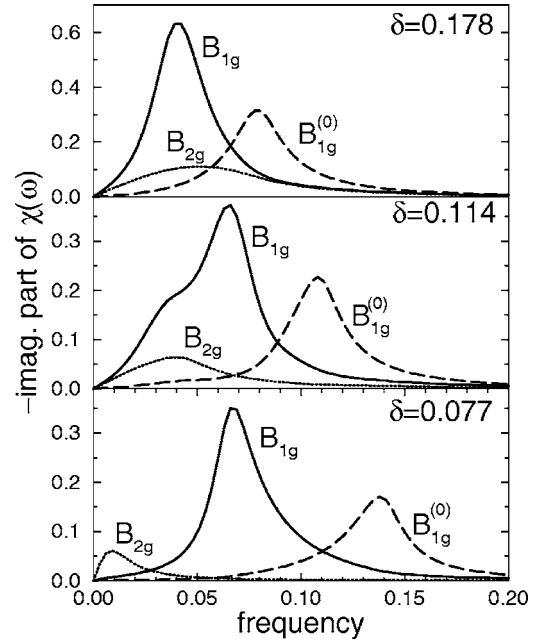 δ=0.178
0.6
B1g
0.4
B1g(0)
B2g
0.2
0.0
δ=0.114
0.3
B1g
0.2
B1g(0)
0.1
B2g
0.0
δ=0.077
0.3
B1g
0.2
B1g(0)
0.1
B2g
0.0
−imag. part of χ(ω)
0.00 0.05 0.10 0.15 0.20
frequency